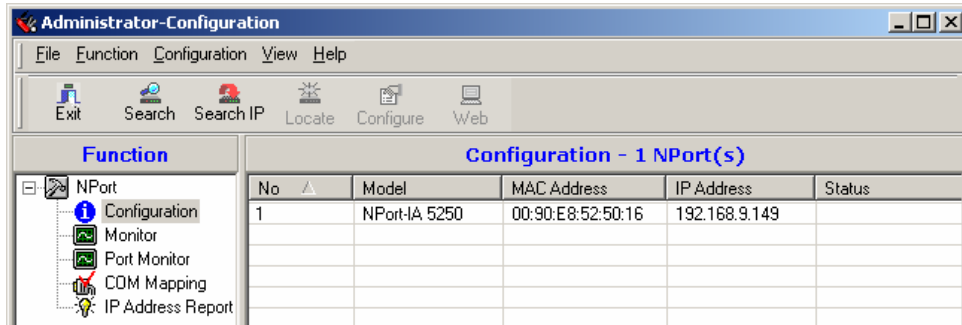 Administrator-Configuration
File Function Configuration View Help
Exit Search Search IP Locate Configure Web
Function
Configuration - 1 NPort(s)
NPort
Configuration
Monitor
Port Monitor
COM Mapping
IP Address Report
No Model MAC Address IP Address Status
1 NPort-IA 5250 00:90:E8:52:50:16 192.168.9.149